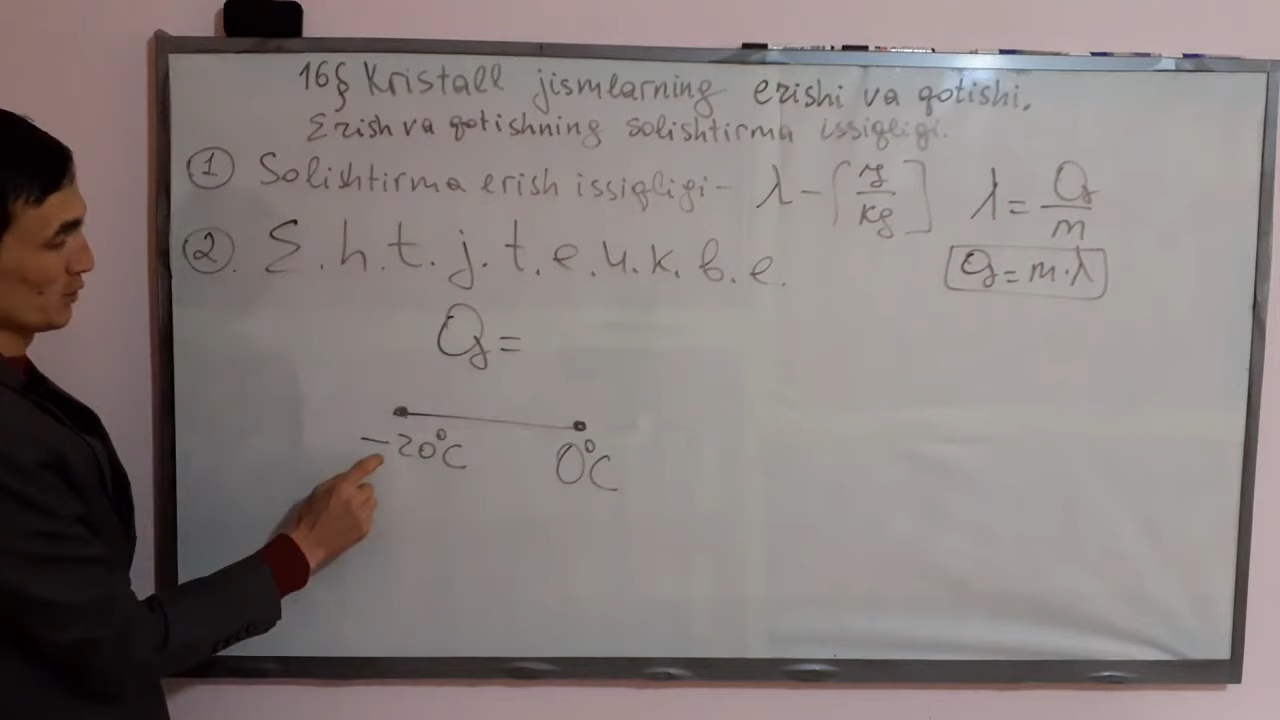 16§ Kristall jismlarning erishi va qotishi.
Erish va qotishning solishtirma issiqligi.
① Solishtirma erish issiqligi - λ - [J/kg] λ = Q/m
②. E. h. t. j. t. e. u. k. b. e.
Q = m·λ
Q =
-20°C 0°C